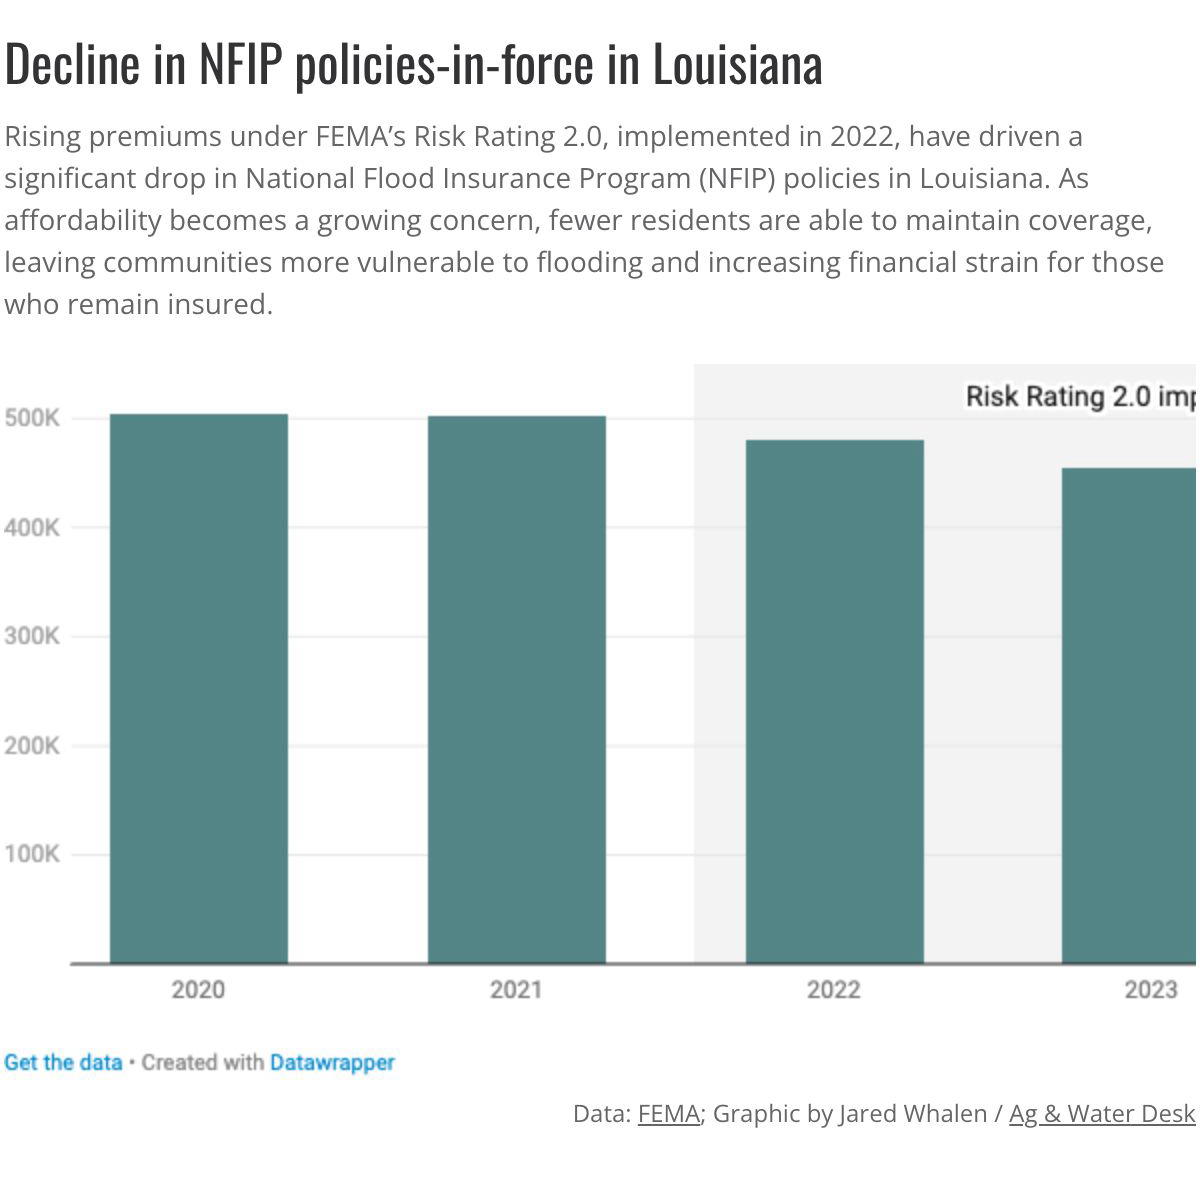 Decline in NFIP policies-in-force in Louisiana
Rising premiums under FEMA’s Risk Rating 2.0, implemented in 2022, have driven a
significant drop in National Flood Insurance Program (NFIP) policies in Louisiana. As
affordability becomes a growing concern, fewer residents are able to maintain coverage,
leaving communities more vulnerable to flooding and increasing financial strain for those
who remain insured.
Risk Rating 2.0 imp
500K
400K
300K
200K
100K
2020 2021 2022 2023
Get the data • Created with Datawrapper
Data: FEMA; Graphic by Jared Whalen / Ag & Water Desk